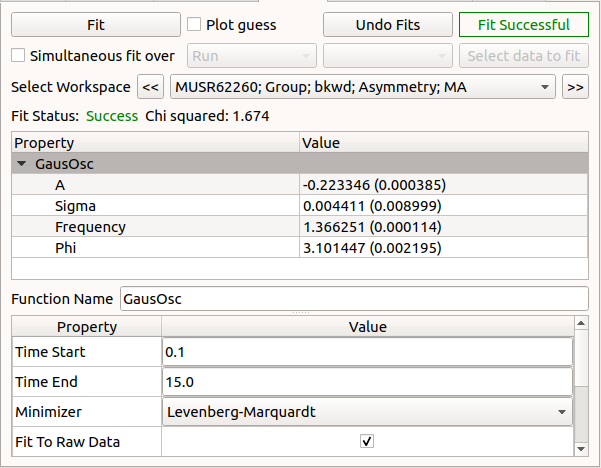 Fit Plot guess Undo Fits Fit Successful
Simultaneous fit over Run Select data to fit
Select Workspace << MUSR62260; Group; bkwd; Asymmetry; MA >>
Fit Status: Success Chi squared: 1.674
Property Value
GausOsc
A -0.223346 (0.000385)
Sigma 0.004411 (0.008999)
Frequency 1.366251 (0.000114)
Phi 3.101447 (0.002195)
Function Name GausOsc
Property Value
Time Start 0.1
Time End 15.0
Minimizer Levenberg-Marquardt
Fit To Raw Data